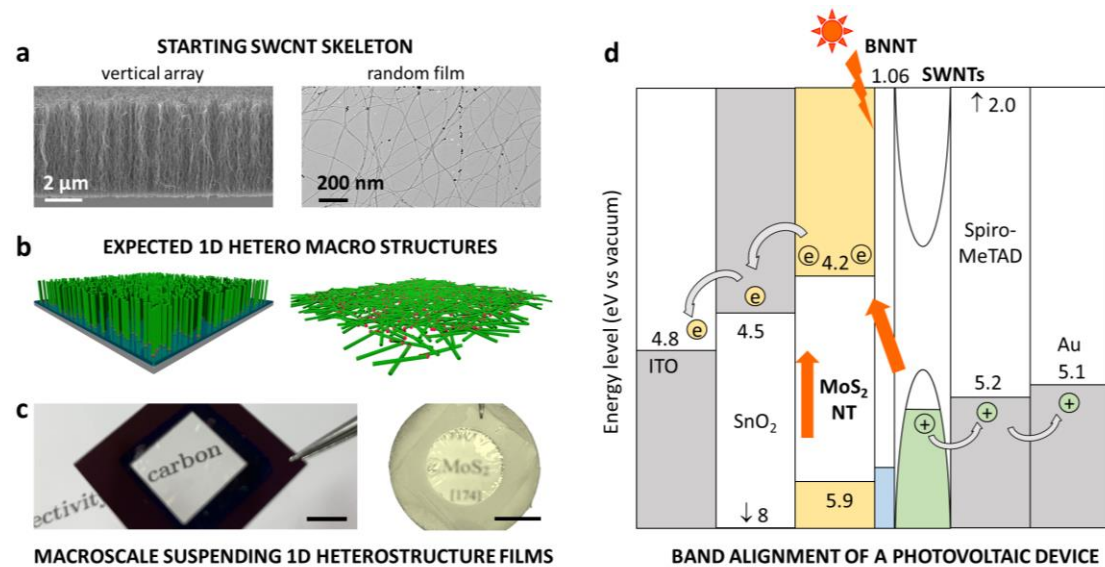 a
STARTING SWCNT SKELETON
vertical array
random film
2 µm
200 nm
b
EXPECTED 1D HETERO MACRO STRUCTURES
c
carbon
ectivity
MoS₂
[174]
MACROSCALE SUSPENDING 1D HETEROSTRUCTURE FILMS
d
BNNT
1.06
SWNTs
↑ 2.0
Energy level (eV vs vacuum)
Spiro-
MeTAD
e
e
4.2
e
e
4.8
4.5
ITO
Au
5.1
5.2
MoS₂
NT
SnO₂
+
+
+
5.9
↓ 8
BAND ALIGNMENT OF A PHOTOVOLTAIC DEVICE